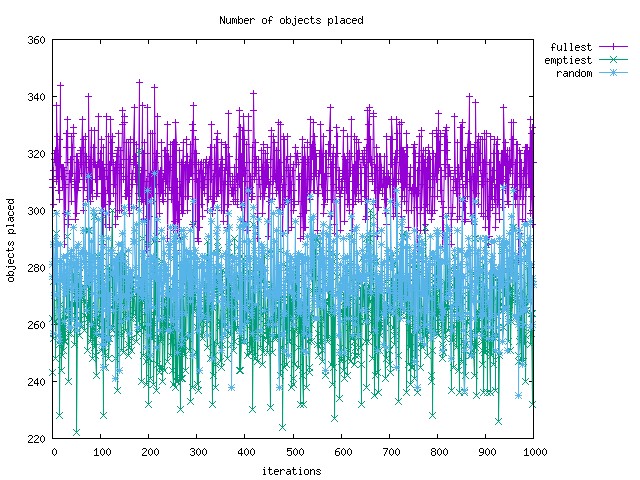 Number of objects placed
360
340
320
300
280
260
240
220
objects placed
0 100 200 300 400 500 600 700 800 900 1000
iterations
fullest
emptiest
random